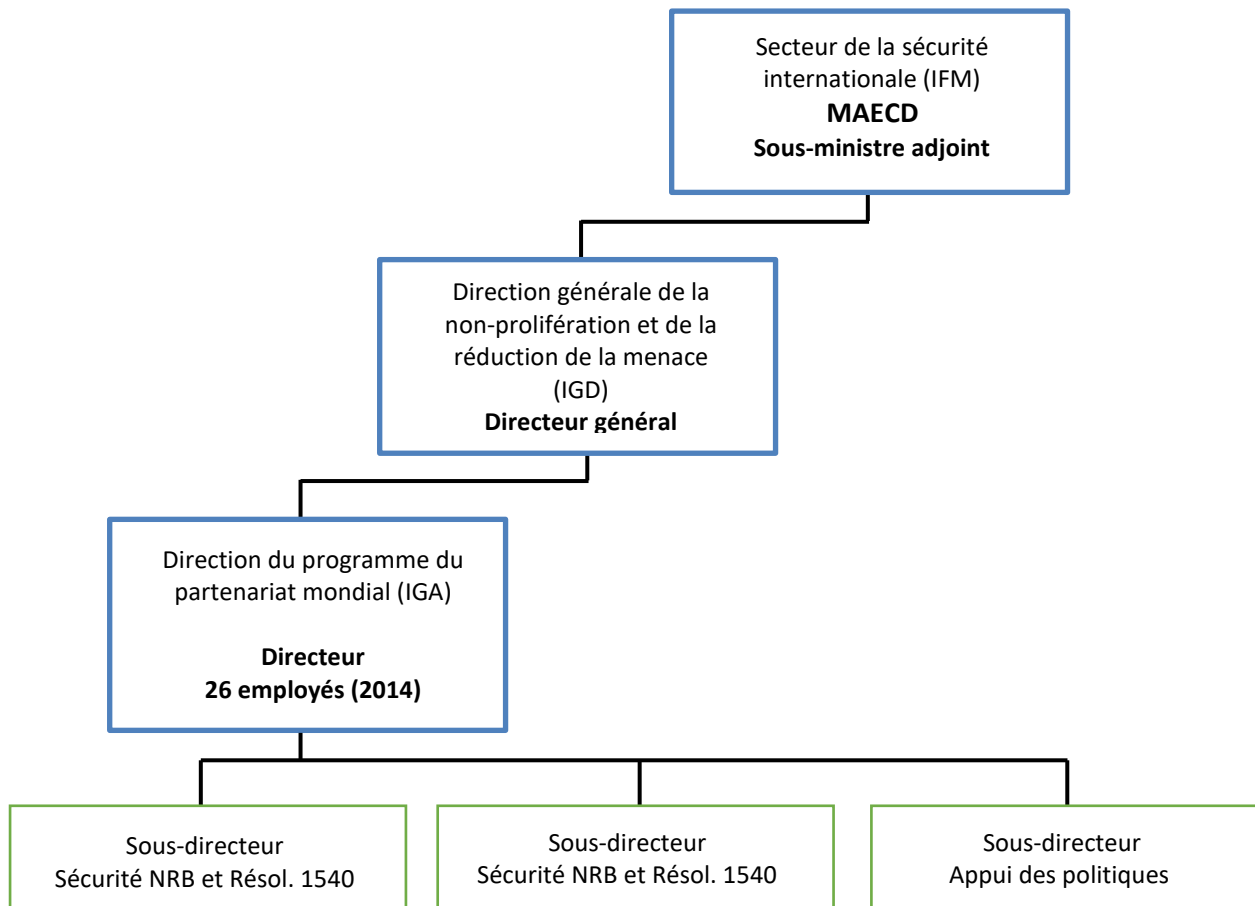 Secteur de la sécurité
internationale (IFM)
MAECD
Sous-ministre adjoint
Direction générale de la
non-prolifération et de la
réduction de la menace
(IGD)
Directeur général
Direction du programme du
partenariat mondial (IGA)
Directeur
26 employés (2014)
Sous-directeur
Sécurité NRB et Résol. 1540
Sous-directeur
Sécurité NRB et Résol. 1540
Sous-directeur
Appui des politiques